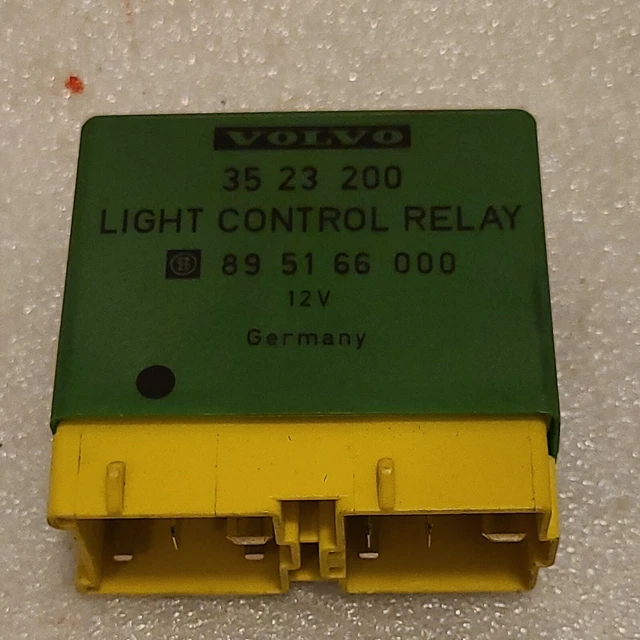 VOLVO
35 23 200
LIGHT CONTROL RELAY
89 51 66 000
12V
Germany